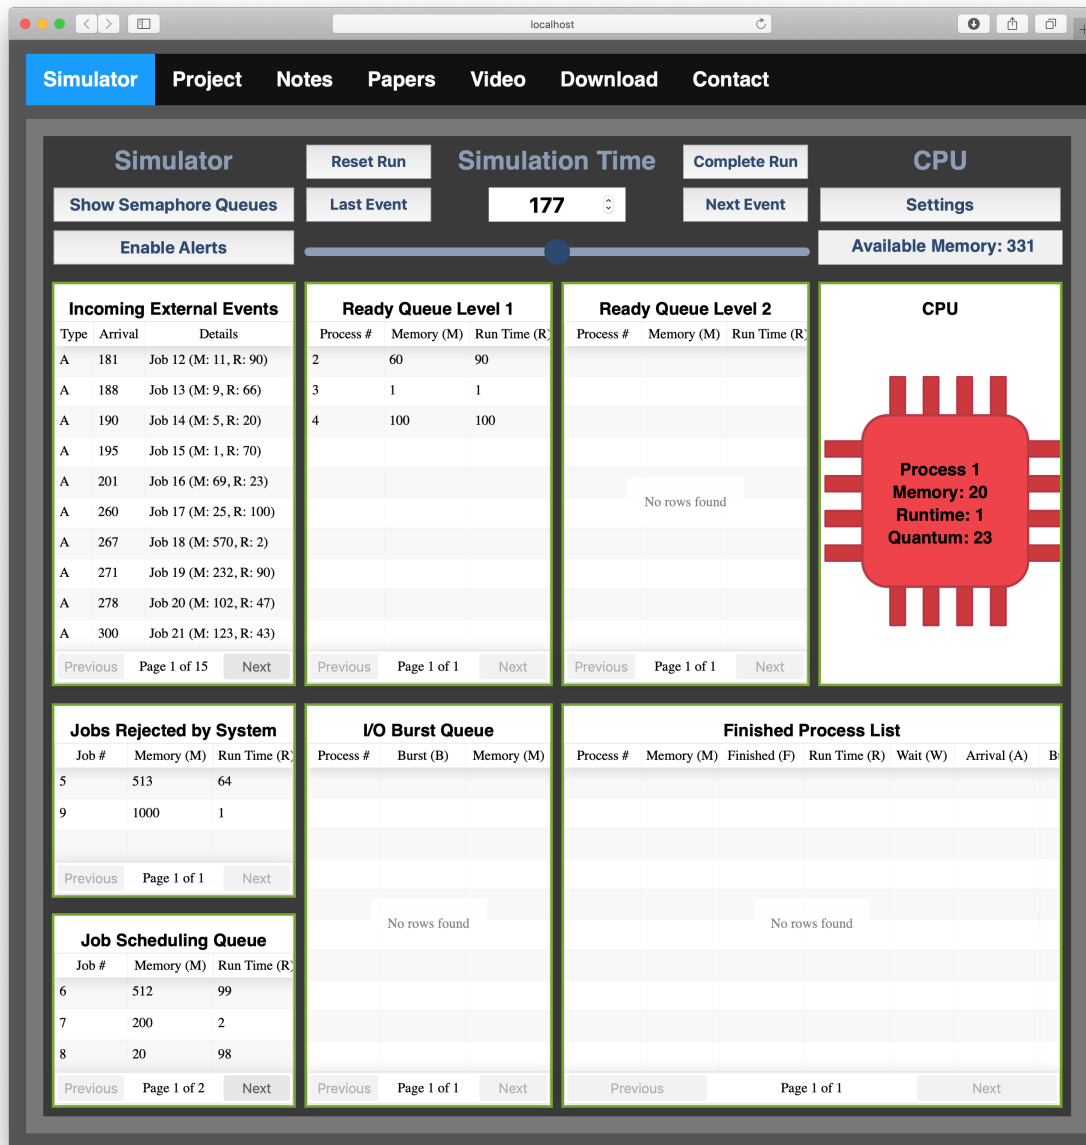 localhost
Simulator Project Notes Papers Video Download Contact
Simulator
Reset Run
Simulation Time
Complete Run
CPU
Show Semaphore Queues
Last Event
177
Next Event
Settings
Enable Alerts
Available Memory: 331
Incoming External Events
Type Arrival Details
A 181 Job 12 (M: 11, R: 90)
A 188 Job 13 (M: 9, R: 66)
A 190 Job 14 (M: 5, R: 20)
A 195 Job 15 (M: 1, R: 70)
A 201 Job 16 (M: 69, R: 23)
A 260 Job 17 (M: 25, R: 100)
A 267 Job 18 (M: 570, R: 2)
A 271 Job 19 (M: 232, R: 90)
A 278 Job 20 (M: 102, R: 47)
A 300 Job 21 (M: 123, R: 43)
Previous Page 1 of 15 Next
Ready Queue Level 1
Process # Memory (M) Run Time (R)
2 60 90
3 1 1
4 100 100
Previous Page 1 of 1 Next
Ready Queue Level 2
Process # Memory (M) Run Time (R)
No rows found
Previous Page 1 of 1 Next
CPU
Process 1
Memory: 20
Runtime: 1
Quantum: 23
Jobs Rejected by System
Job # Memory (M) Run Time (R)
5 513 64
9 1000 1
Previous Page 1 of 1 Next
Job Scheduling Queue
Job # Memory (M) Run Time (R)
6 512 99
7 200 2
8 20 98
Previous Page 1 of 2 Next
I/O Burst Queue
Process # Burst (B) Memory (M)
No rows found
Previous Page 1 of 1 Next
Finished Process List
Process # Memory (M) Finished (F) Run Time (R) Wait (W) Arrival (A)
No rows found
Previous Page 1 of 1 Next